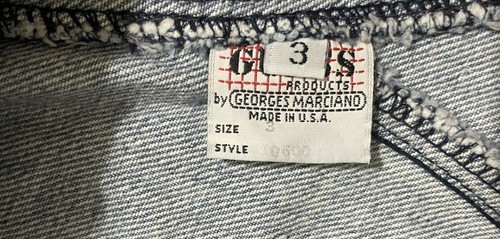 3
PRODUCTS
by GEORGES MARCIANO
MADE IN U.S.A.
SIZE 3
STYLE